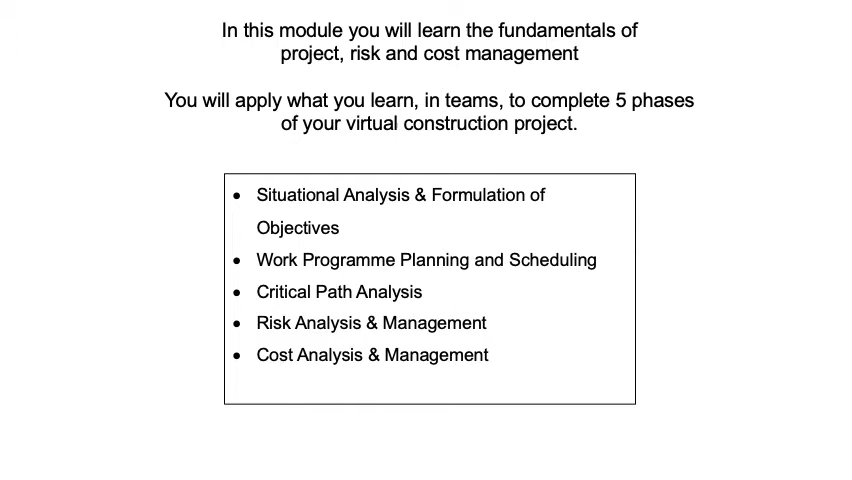 In this module you will learn the fundamentals of
project, risk and cost management
You will apply what you learn, in teams, to complete 5 phases
of your virtual construction project.
• Situational Analysis & Formulation of
Objectives
• Work Programme Planning and Scheduling
• Critical Path Analysis
• Risk Analysis & Management
• Cost Analysis & Management